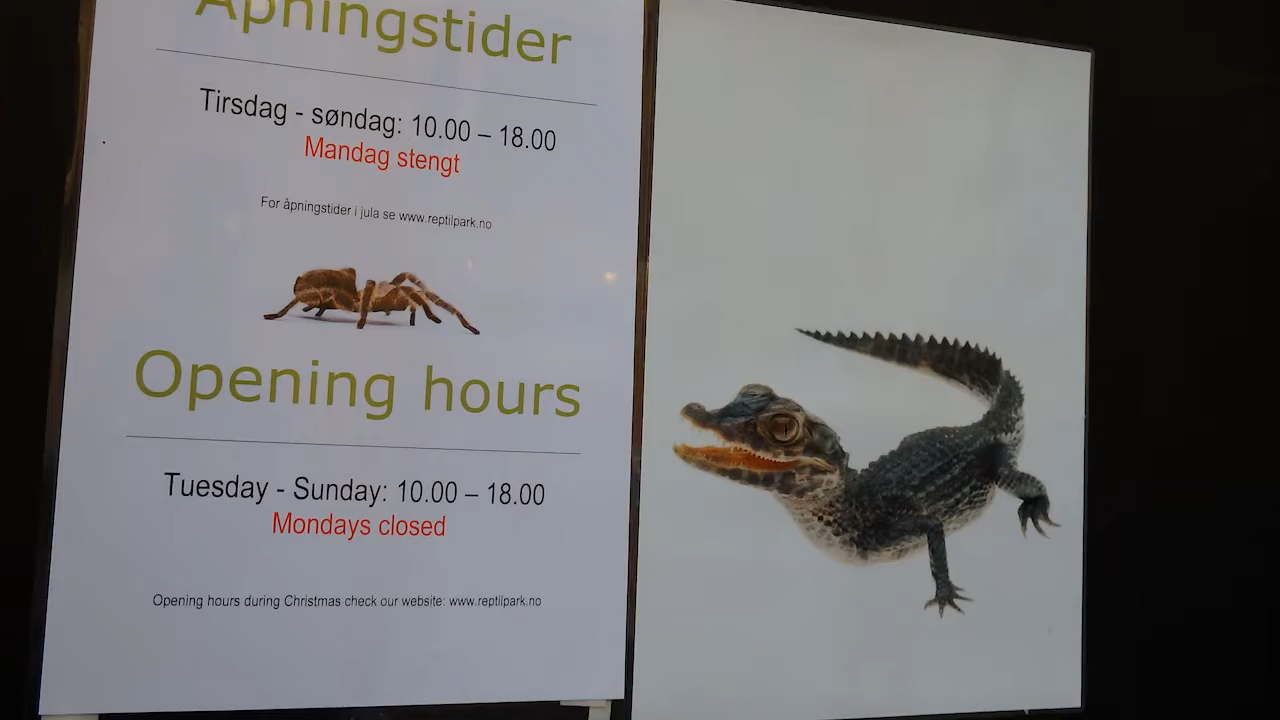 Åpningstider
Tirsdag - søndag: 10.00 – 18.00
Mandag stengt
For åpningstider i jula se www.reptilpark.no
Opening hours
Tuesday - Sunday: 10.00 – 18.00
Mondays closed
Opening hours during Christmas check our website: www.reptilpark.no